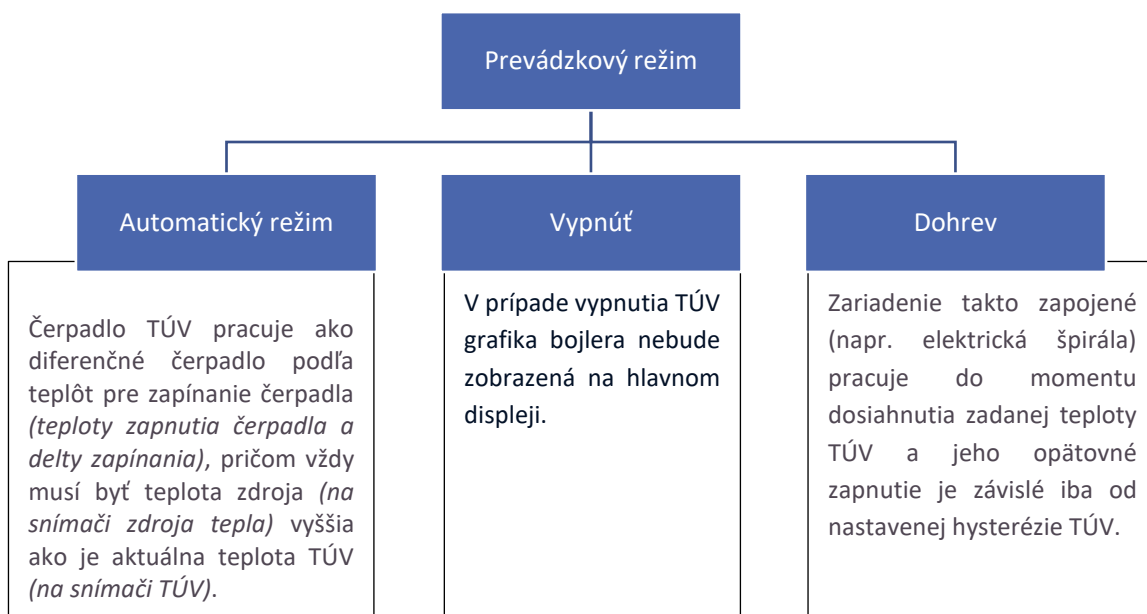 Prevádzkový režim
Automatický režim
Čerpadlo TÚV pracuje ako
diferenčné čerpadlo podľa
teplôt pre zapínanie čerpadla
(teploty zapnutia čerpadla a
delty zapínania), pričom vždy
musí byť teplota zdroja (na
snímači zdroja tepla) vyššia
ako je aktuálna teplota TÚV
(na snímači TÚV).
Vypnúť
V prípade vypnutia TÚV
grafika bojlera nebude
zobrazená na hlavnom
displeji.
Dohrev
Zariadenie takto zapojené
(napr. elektrická špirála)
pracuje do momentu
dosiahnutia zadanej teploty
TÚV a jeho opätovné
zapnutie je závislé iba od
nastavenej hysterézie TÚV.